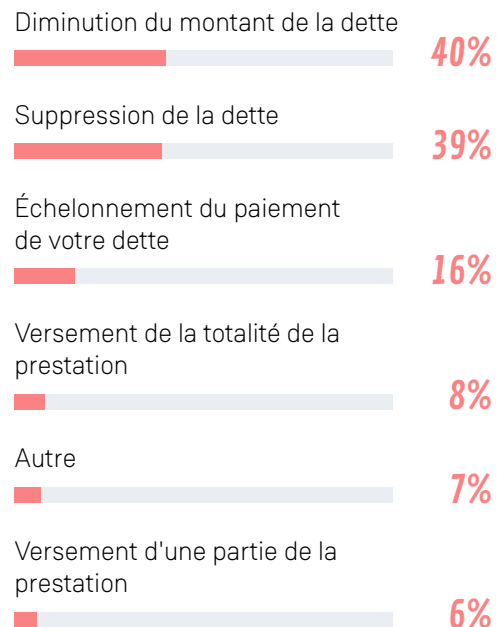 Diminution du montant de la dette
40%
Suppression de la dette
39%
Échelonnement du paiement
de votre dette
16%
Versement de la totalité de la
prestation
8%
Autre
7%
Versement d'une partie de la
prestation
6%